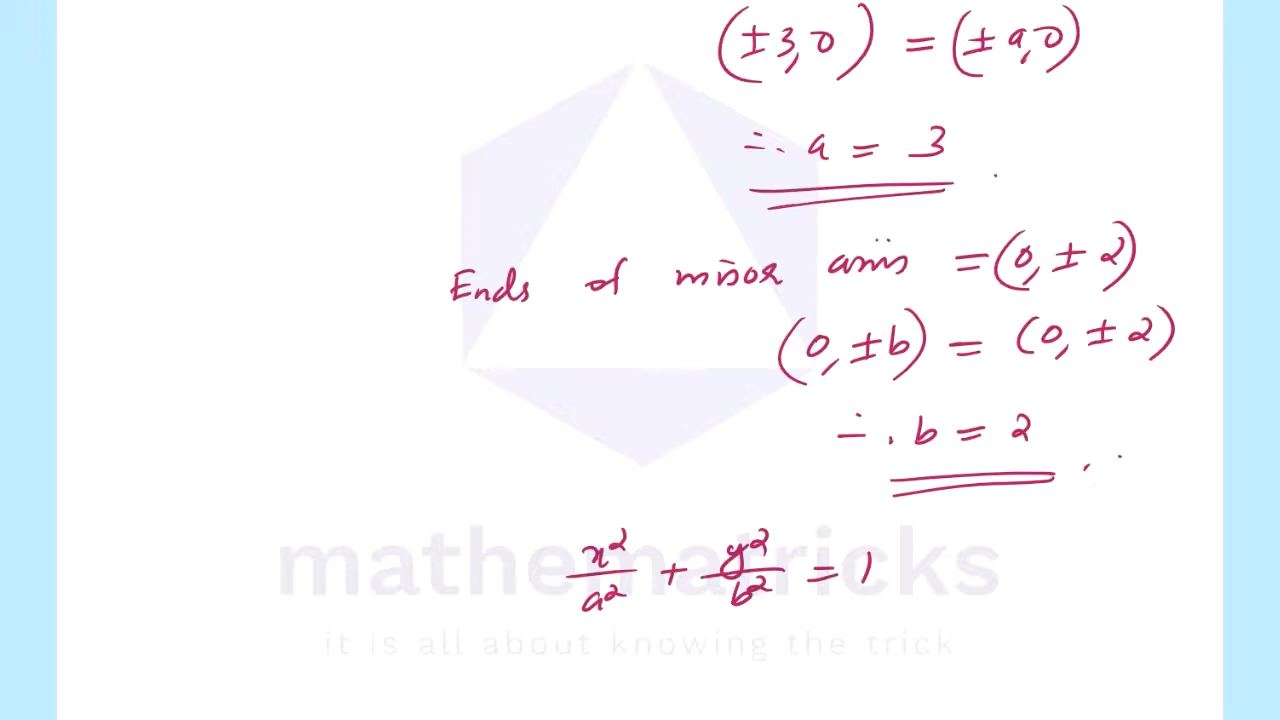 (±3, 0) = (±a, 0)
∴ a = 3
Ends of minor axis = (0, ±2)
(0, ±b) = (0, ±2)
∴ b = 2
x²/a² + y²/b² = 1
mathematricks
it is all about knowing the trick